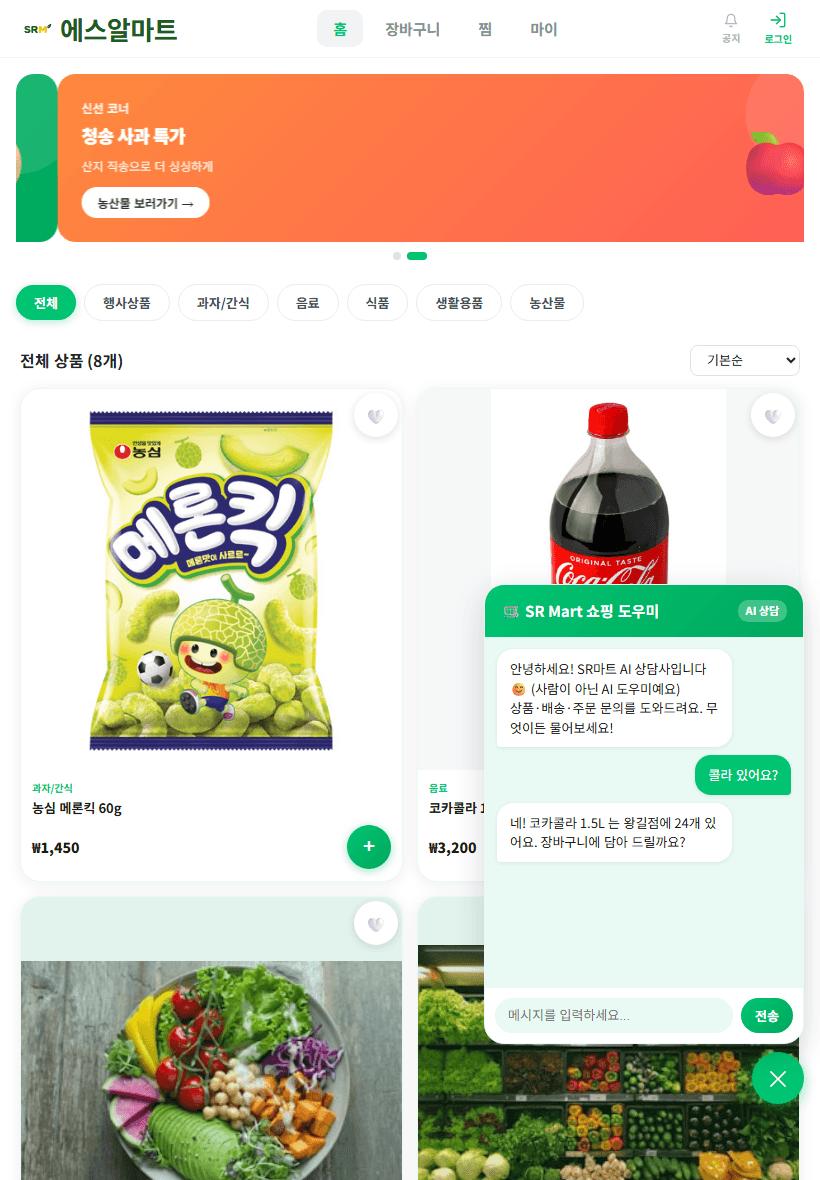 SRM 에스알마트
홈 장바구니 찜 마이
공지 로그인
신선 코너
청송 사과 특가
산지 직송으로 더 싱싱하게
농산물 보러가기 →
전체 행사상품 과자/간식 음료 식품 생활용품 농산물
전체 상품 (8개)
기본순
농심
메론킥
메론맛이 사르르~
ORIGINAL TASTE
Coca-Cola
과자/간식
농심 메론킥 60g
₩1,450
+
음료
코카콜라 1
₩3,200
SR Mart 쇼핑 도우미
AI 상담
안녕하세요! SR마트 AI 상담사입니다
😊 (사람이 아닌 AI 도우미예요)
상품·배송·주문 문의를 도와드려요. 무
엇이든 물어보세요!
콜라 있어요?
네! 코카콜라 1.5L 는 왕길점에 24개 있
어요. 장바구니에 담아 드릴까요?
메시지를 입력하세요...
전송